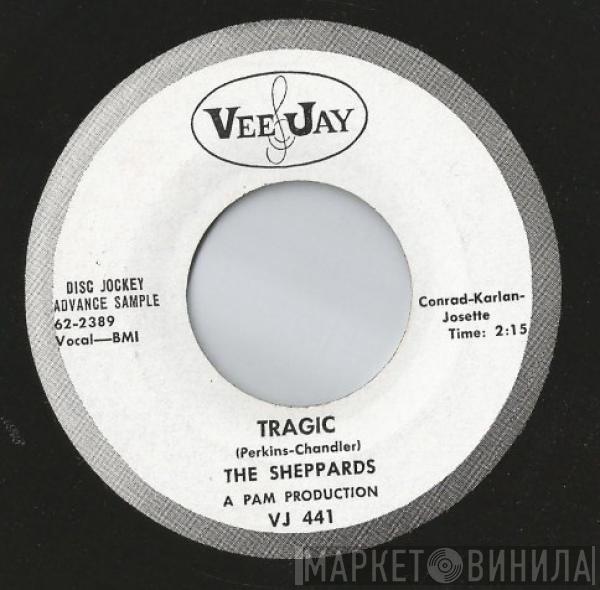 VEE JAY
DISC JOCKEY
ADVANCE SAMPLE
62-2389
Vocal—BMI
Conrad-Karlan-
Josette
Time: 2:15
TRAGIC
(Perkins-Chandler)
THE SHEPPARDS
A PAM PRODUCTION
VJ 441
МАРКЕТ ВИНИЛА